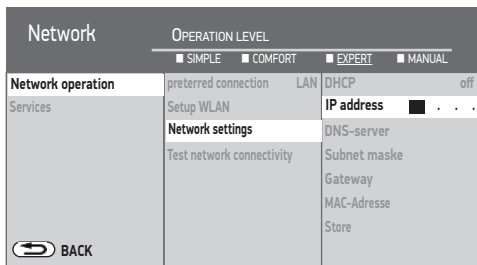 Network
OPERATION LEVEL
SIMPLE COMFORT EXPERT MANUAL
Network operation
Services
preferred connection LAN
Setup WLAN
Network settings
Test network connectivity
DHCP off
IP address . . .
DNS-server
Subnet maske
Gateway
MAC-Adresse
Store
BACK